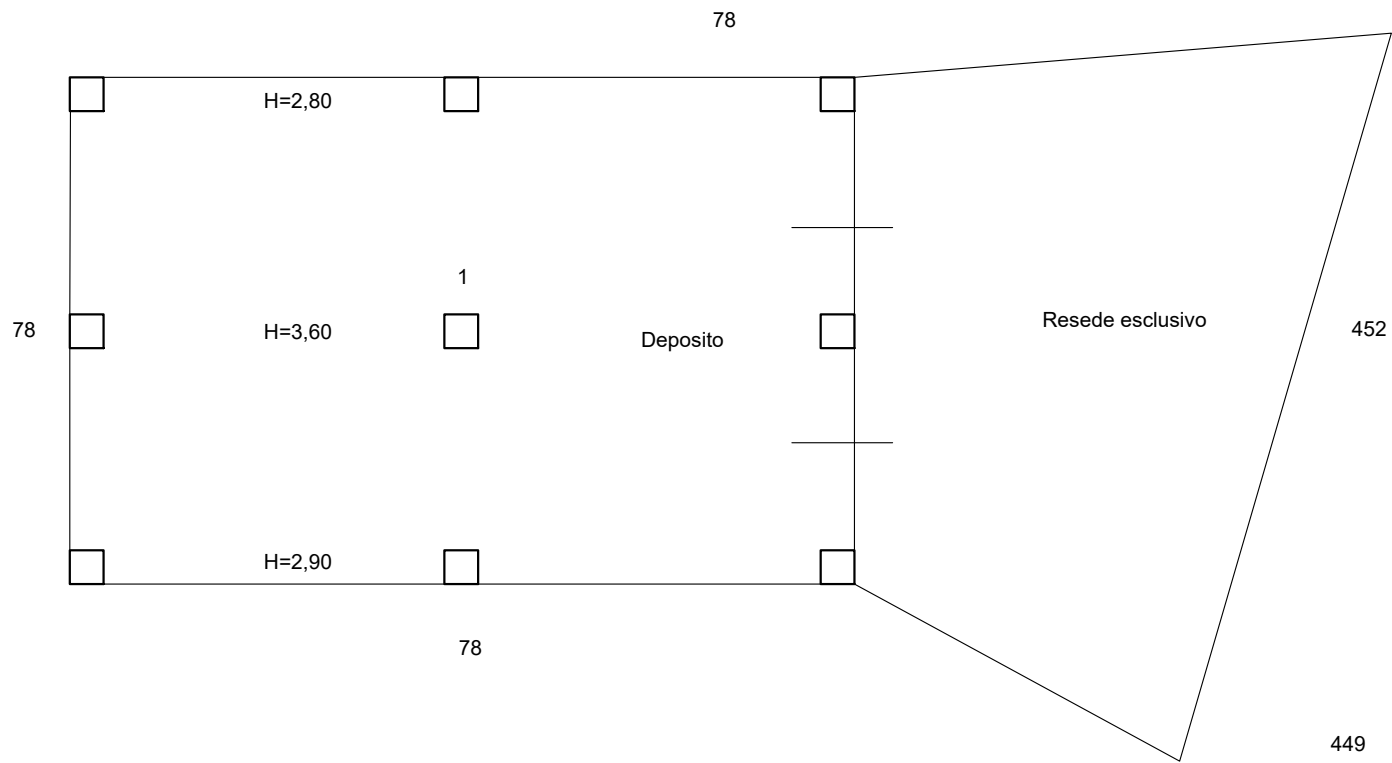 78
H=2,80
1
78
H=3,60
Deposito
Resede esclusivo
452
H=2,90
78
449